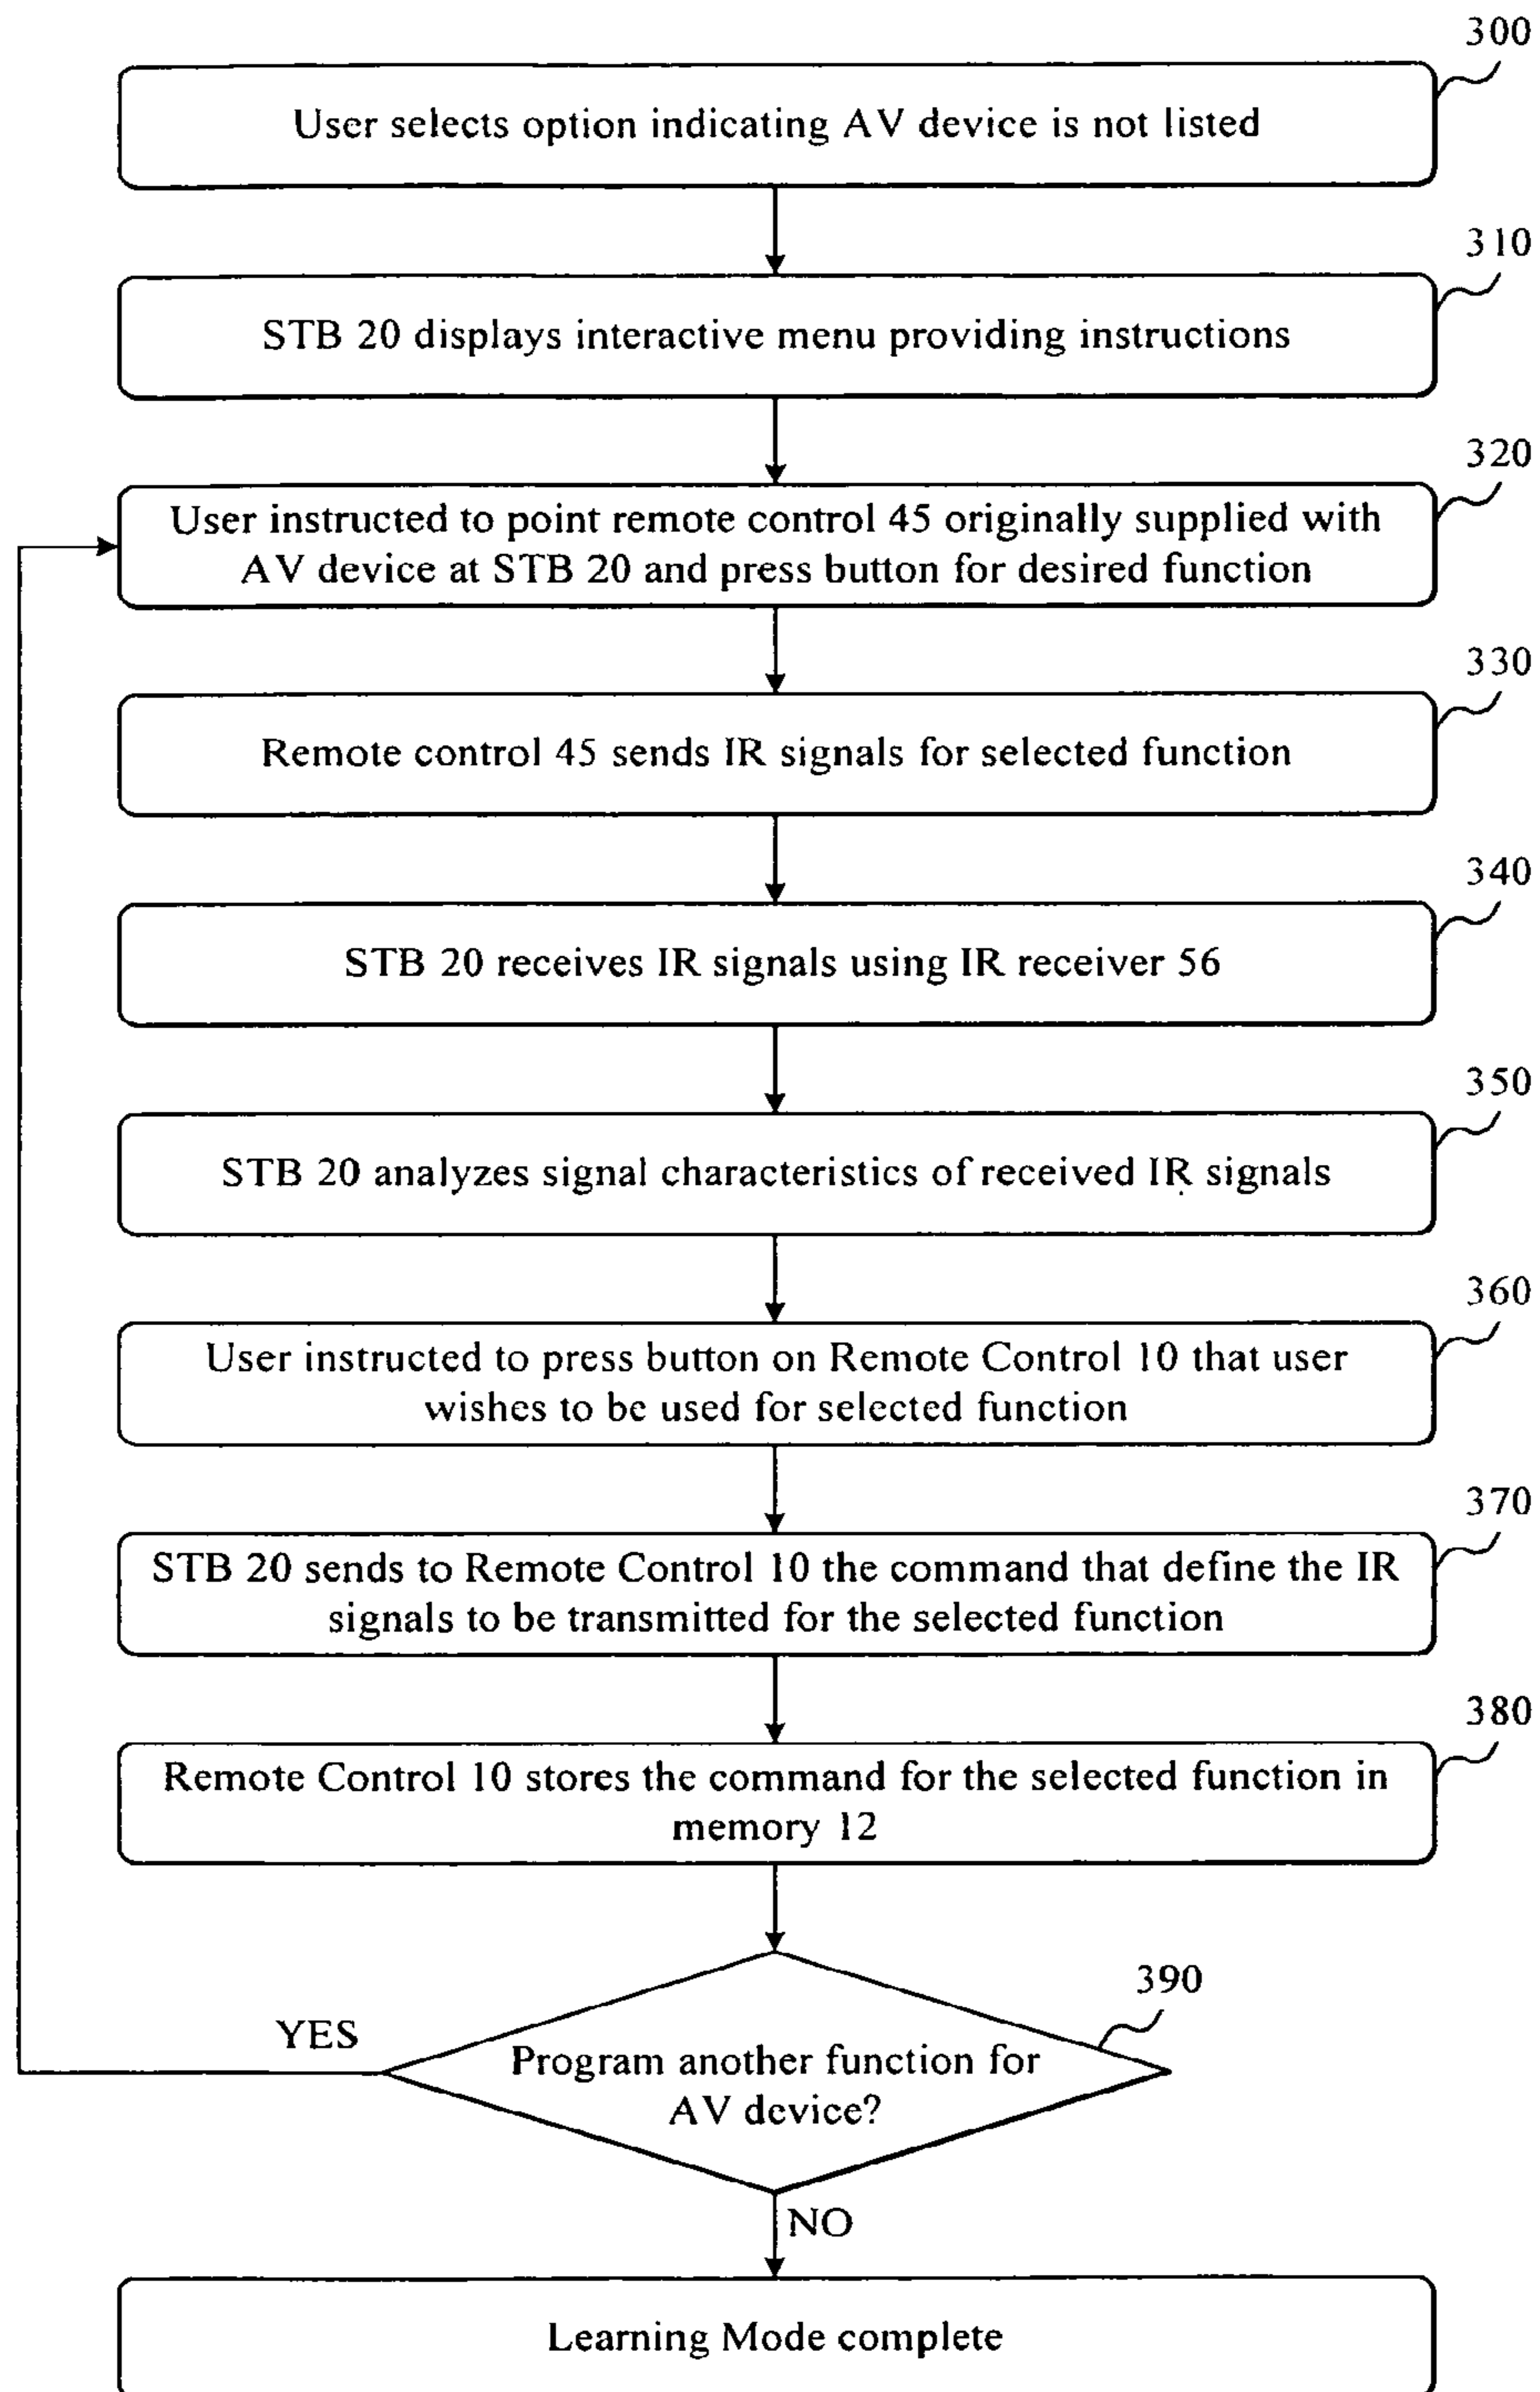 300
User selects option indicating AV device is not listed
310
STB 20 displays interactive menu providing instructions
320
User instructed to point remote control 45 originally supplied with
AV device at STB 20 and press button for desired function
330
Remote control 45 sends IR signals for selected function
340
STB 20 receives IR signals using IR receiver 56
350
STB 20 analyzes signal characteristics of received IR signals
360
User instructed to press button on Remote Control 10 that user
wishes to be used for selected function
370
STB 20 sends to Remote Control 10 the command that define the IR
signals to be transmitted for the selected function
380
Remote Control 10 stores the command for the selected function in
memory 12
390
YES
Program another function for
AV device?
NO
Learning Mode complete